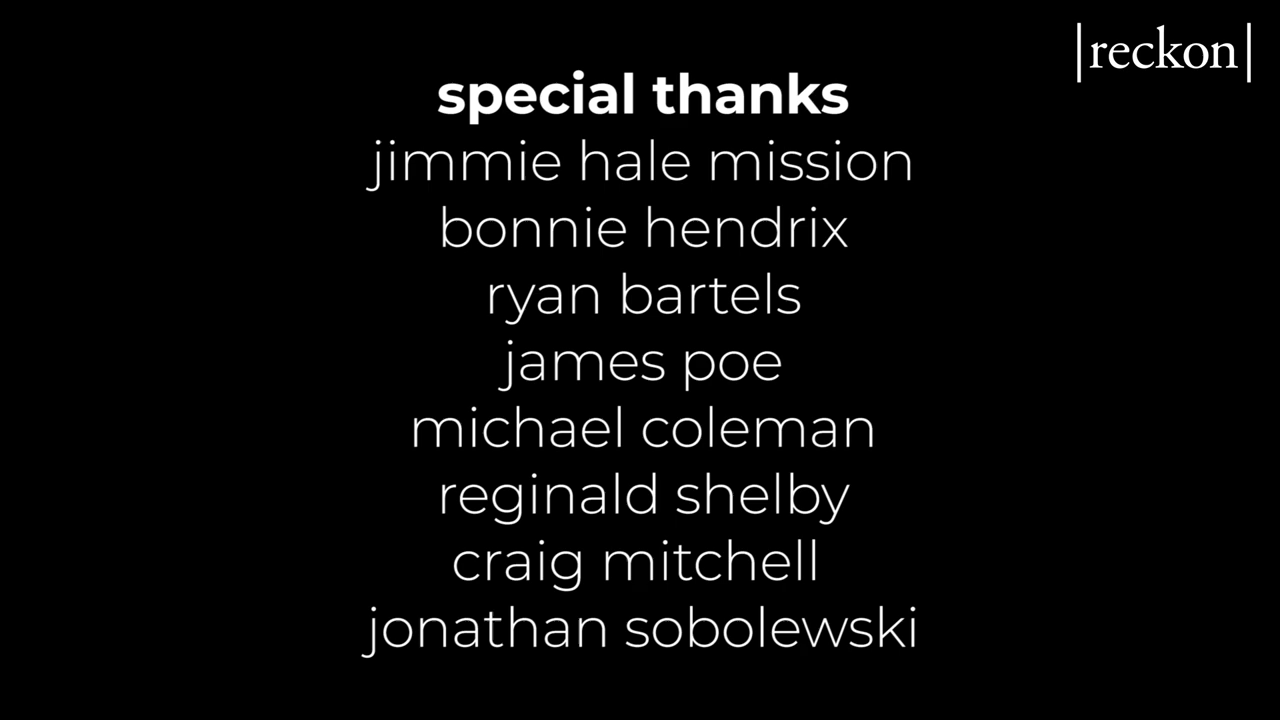 |reckon|
special thanks
jimmie hale mission
bonnie hendrix
ryan bartels
james poe
michael coleman
reginald shelby
craig mitchell
jonathan sobolewski